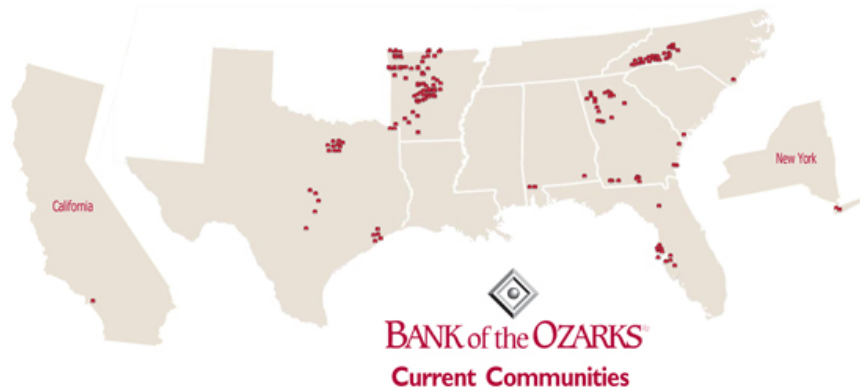 California
New York
BANK of the OZARKS
Current Communities